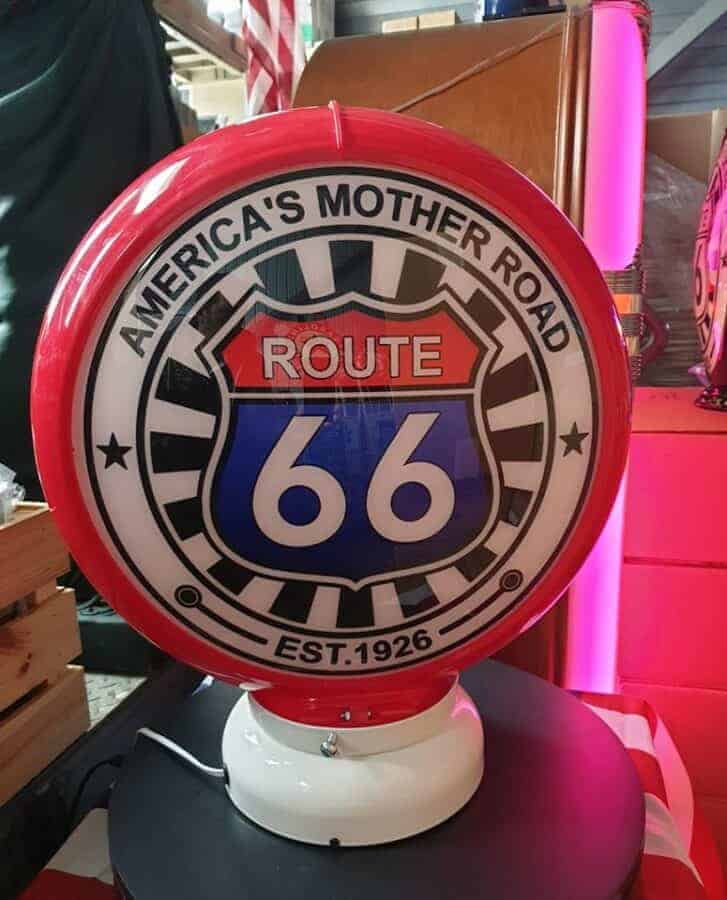 AMERICA'S MOTHER ROAD
ROUTE
66
EST.1926